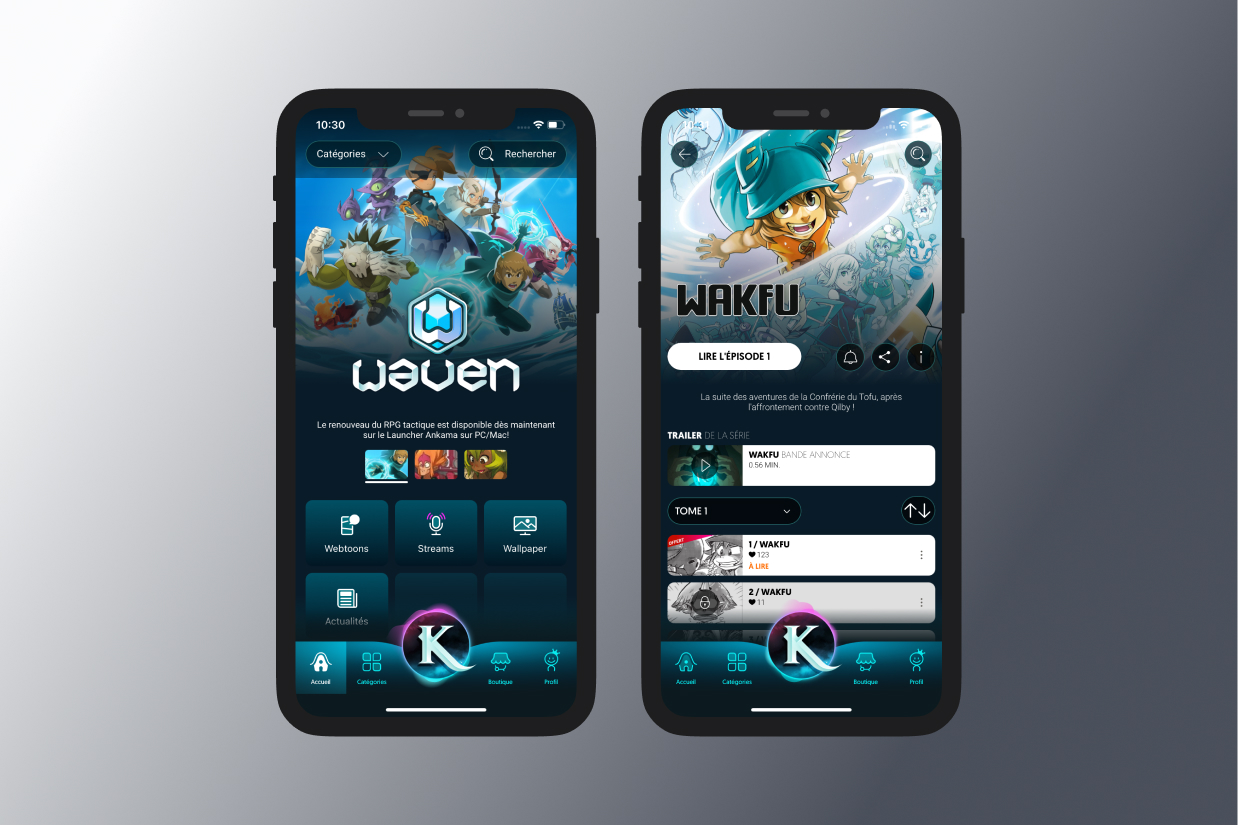 10:30
Catégories
Rechercher
waven
Le renouveau du RPG tactique est disponible dès maintenant
sur le Launcher Ankama sur PC/Mac!
Webtoons
Streams
Wallpaper
Actualités
K
Accueil
Catégories
Boutique
Profil
WAKFU
LIRE L'ÉPISODE 1
La suite des aventures de la Confrérie du Tofu, après
l'affrontement contre Qilby !
TRAILER DE LA SÉRIE
WAKFU BANDE ANNONCE
0.56 MIN.
TOME 1
OFFERT
1 / WAKFU
123
À LIRE
2 / WAKFU
11
K
Accueil
Catégories
Boutique
Profil